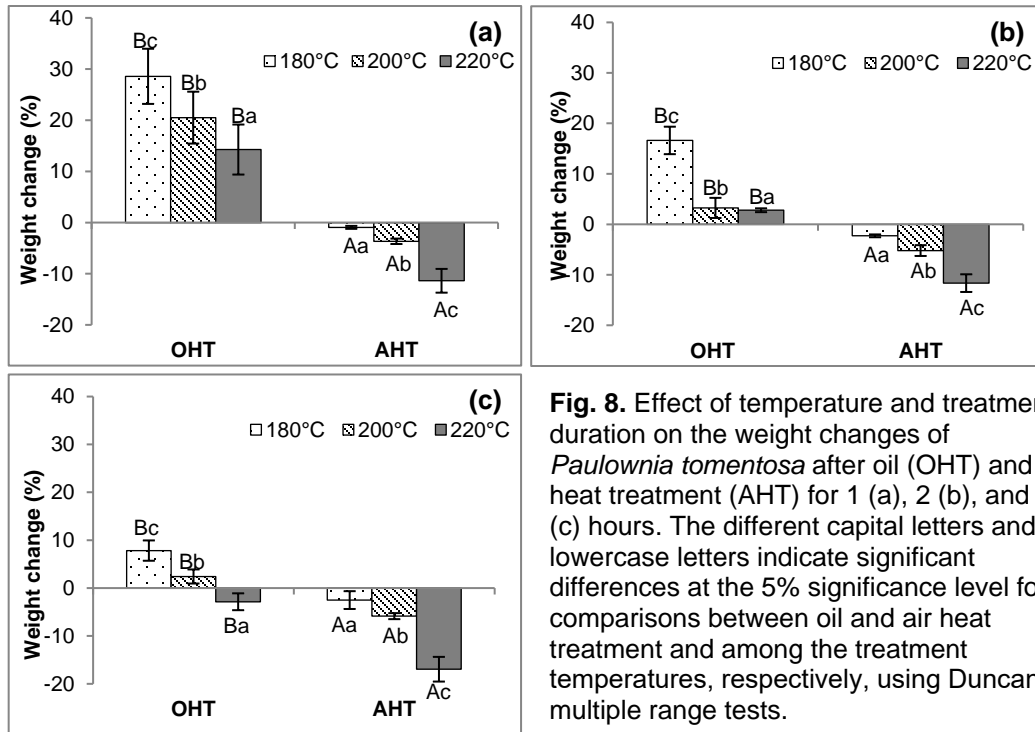 (a)
40
30
20
10
0
-10
-20
Weight change (%)
180°C 200°C 220°C
Bc
Bb
Ba
Aa
Ab
Ac
OHT AHT
(b)
40
30
20
10
0
-10
-20
Weight change (%)
180°C 200°C 220°C
Bc
Bb Ba
Aa
Ab
Ac
OHT AHT
(c)
40
30
20
10
0
-10
-20
Weight change (%)
180°C 200°C 220°C
Bc
Bb
Ba
Aa
Ab
Ac
OHT AHT
Fig. 8. Effect of temperature and treatmen
duration on the weight changes of
Paulownia tomentosa after oil (OHT) and
heat treatment (AHT) for 1 (a), 2 (b), and
(c) hours. The different capital letters and
lowercase letters indicate significant
differences at the 5% significance level fo
comparisons between oil and air heat
treatment and among the treatment
temperatures, respectively, using Duncan
multiple range tests.